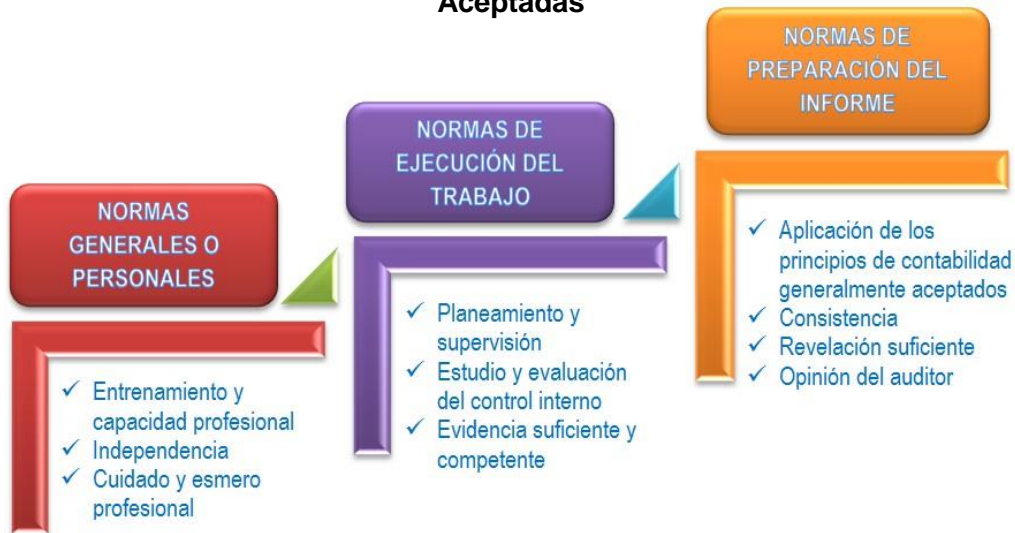 Aceptadas
NORMAS
GENERALES O
PERSONALES
✓ Entrenamiento y
capacidad profesional
✓ Independencia
✓ Cuidado y esmero
profesional
NORMAS DE
EJECUCIÓN DEL
TRABAJO
✓ Planeamiento y
supervisión
✓ Estudio y evaluación
del control interno
✓ Evidencia suficiente y
competente
NORMAS DE
PREPARACIÓN DEL
INFORME
✓ Aplicación de los
principios de contabilidad
generalmente aceptados
✓ Consistencia
✓ Revelación suficiente
✓ Opinión del auditor